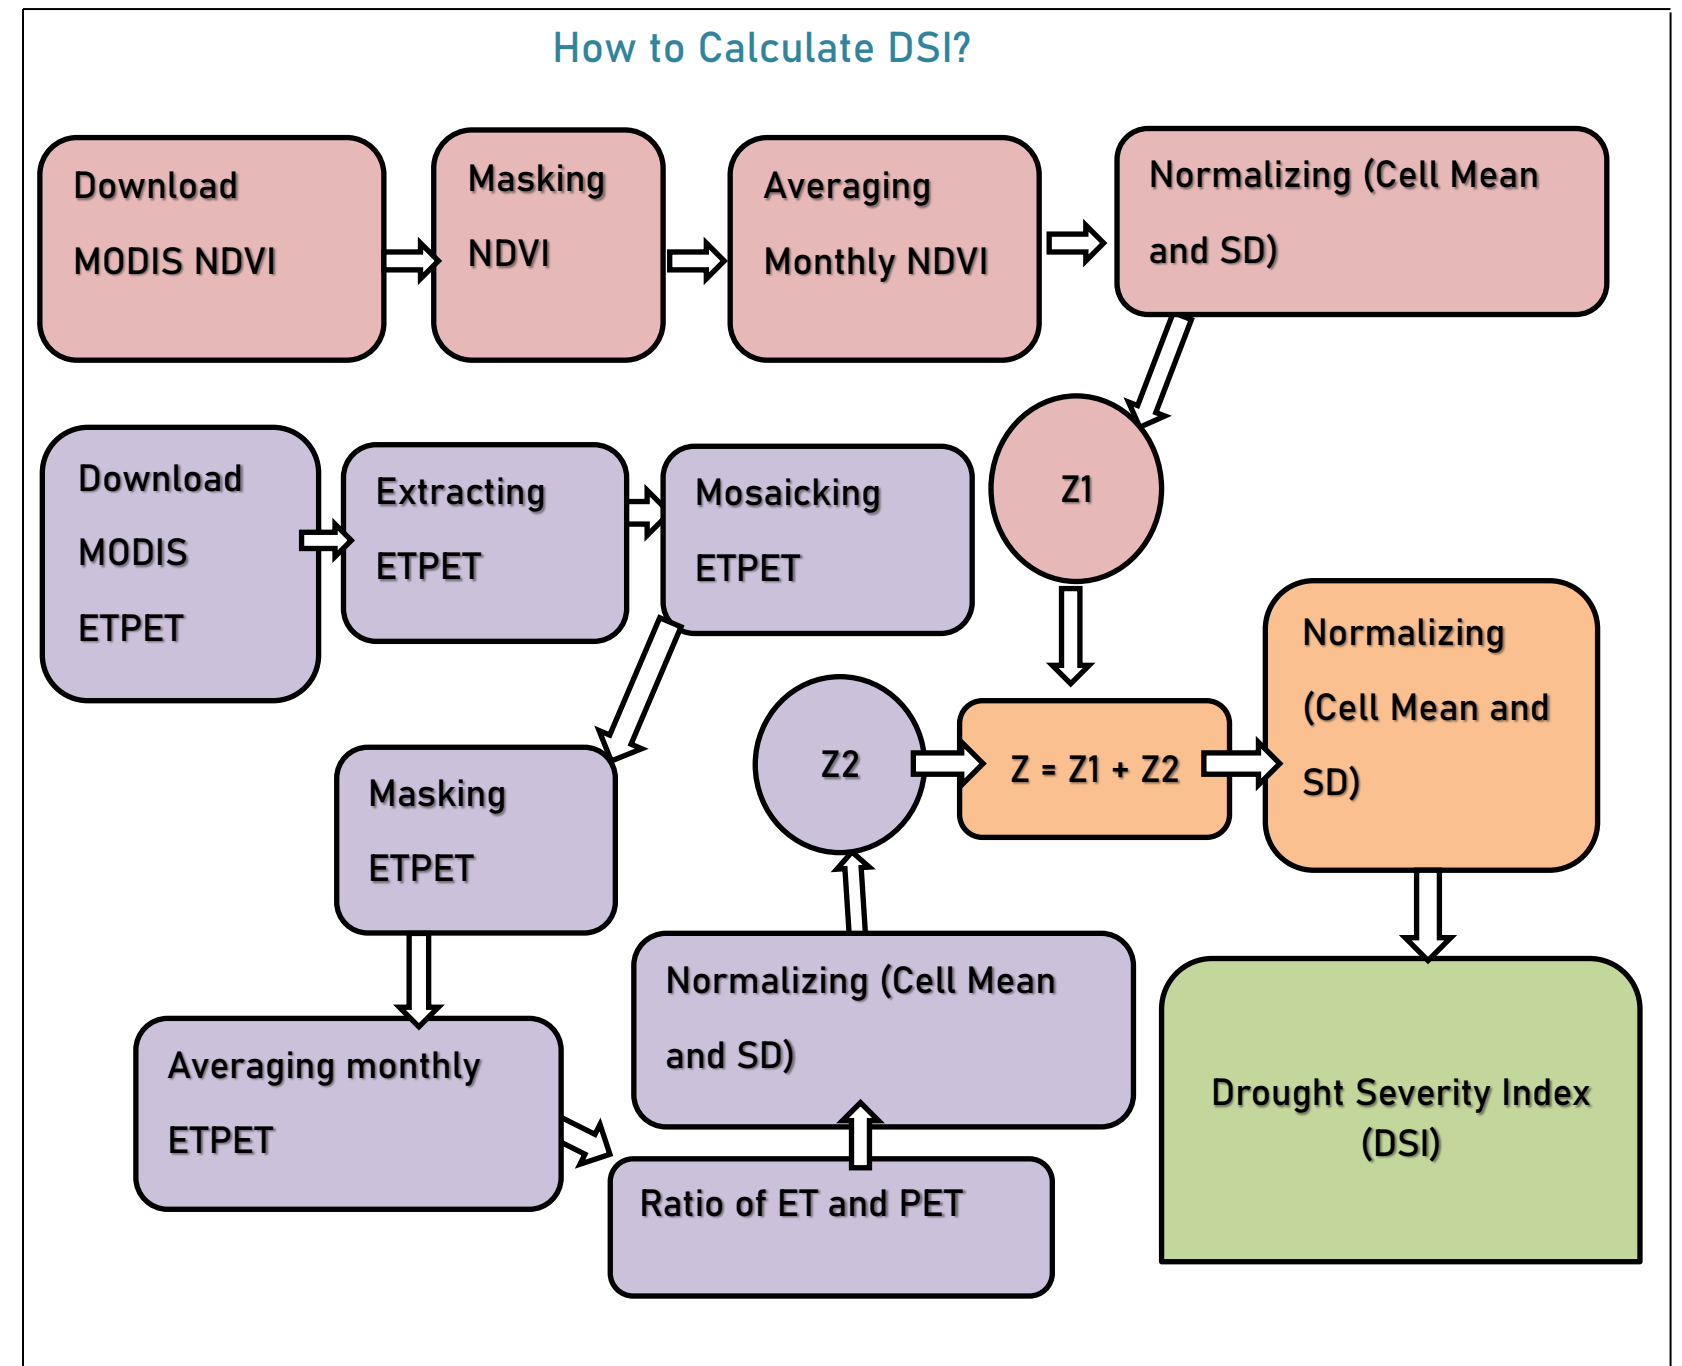 How to Calculate DSI?
Download
MODIS NDVI
Masking
NDVI
Averaging
Monthly NDVI
Normalizing (Cell Mean
and SD)
Z1
Download
MODIS
ETPET
Extracting
ETPET
Mosaicking
ETPET
Masking
ETPET
Averaging monthly
ETPET
Ratio of ET and PET
Normalizing (Cell Mean
and SD)
Z2
Z = Z1 + Z2
Normalizing
(Cell Mean and
SD)
Drought Severity Index
(DSI)